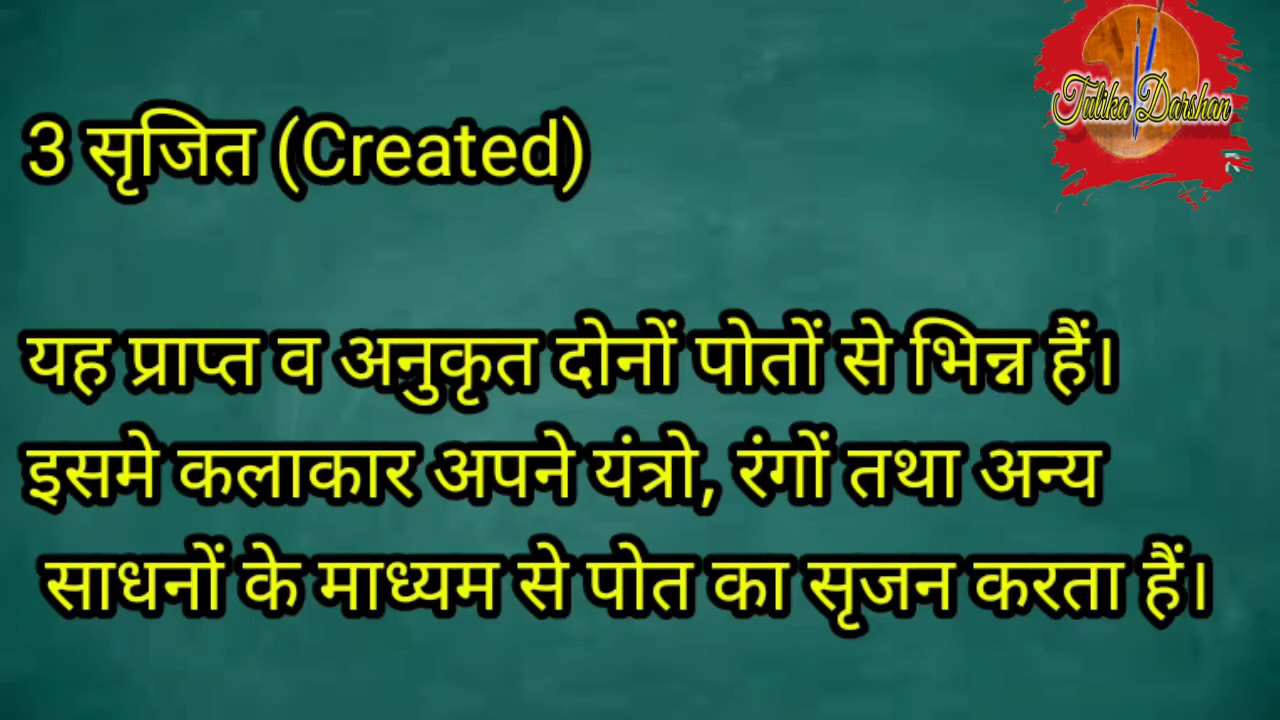 Tulika Darshan
3 सृजित (Created)
यह प्राप्त व अनुकृत दोनों पोतों से भिन्न हैं।
इसमे कलाकार अपने यंत्रो, रंगों तथा अन्य
साधनों के माध्यम से पोत का सृजन करता हैं।